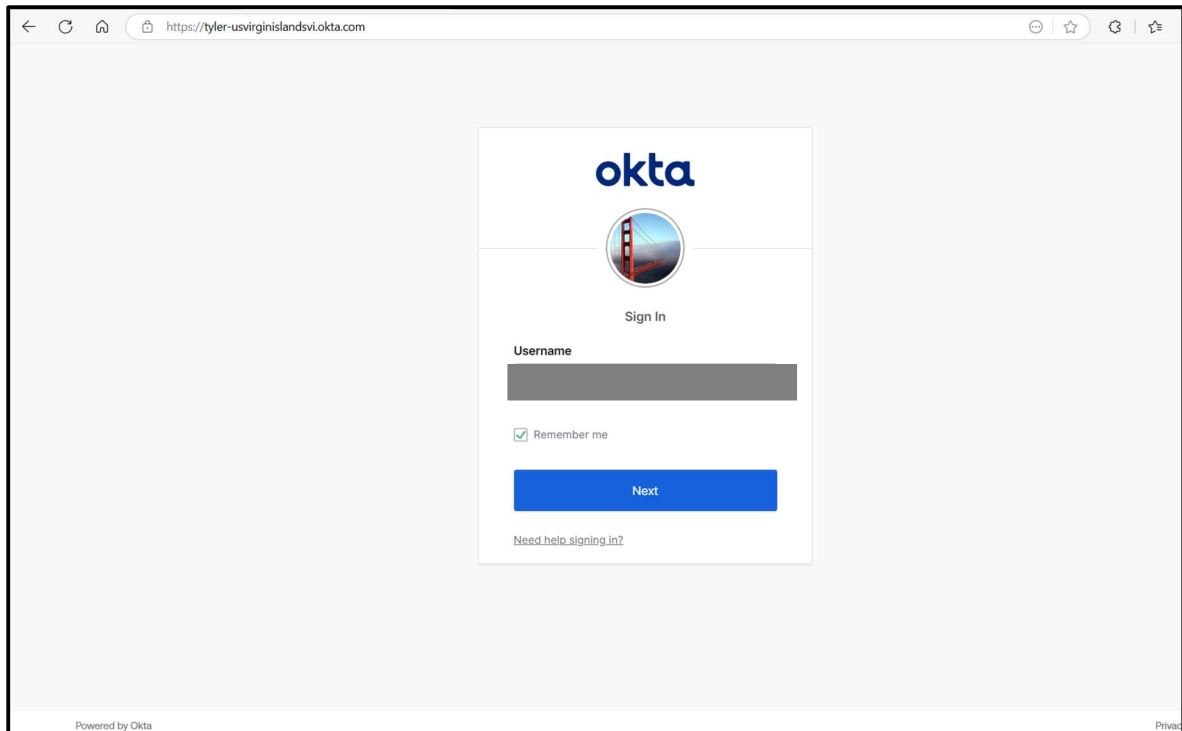 https://tyler-usvirginislandsvi.okta.com
okta
Sign In
Username
Remember me
Next
Need help signing in?
Powered by Okta
Privac